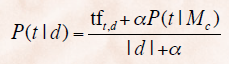 P(t|d) = (tf_{t,d} + αP(t|M_c)) / (|d| + α)